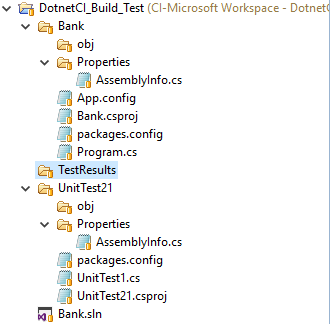 DotnetCI_Build_Test (CI-Microsoft Workspace - Dotnet
Bank
obj
Properties
AssemblyInfo.cs
App.config
Bank.csproj
packages.config
Program.cs
TestResults
UnitTest21
obj
Properties
AssemblyInfo.cs
packages.config
UnitTest1.cs
UnitTest21.csproj
Bank.sln